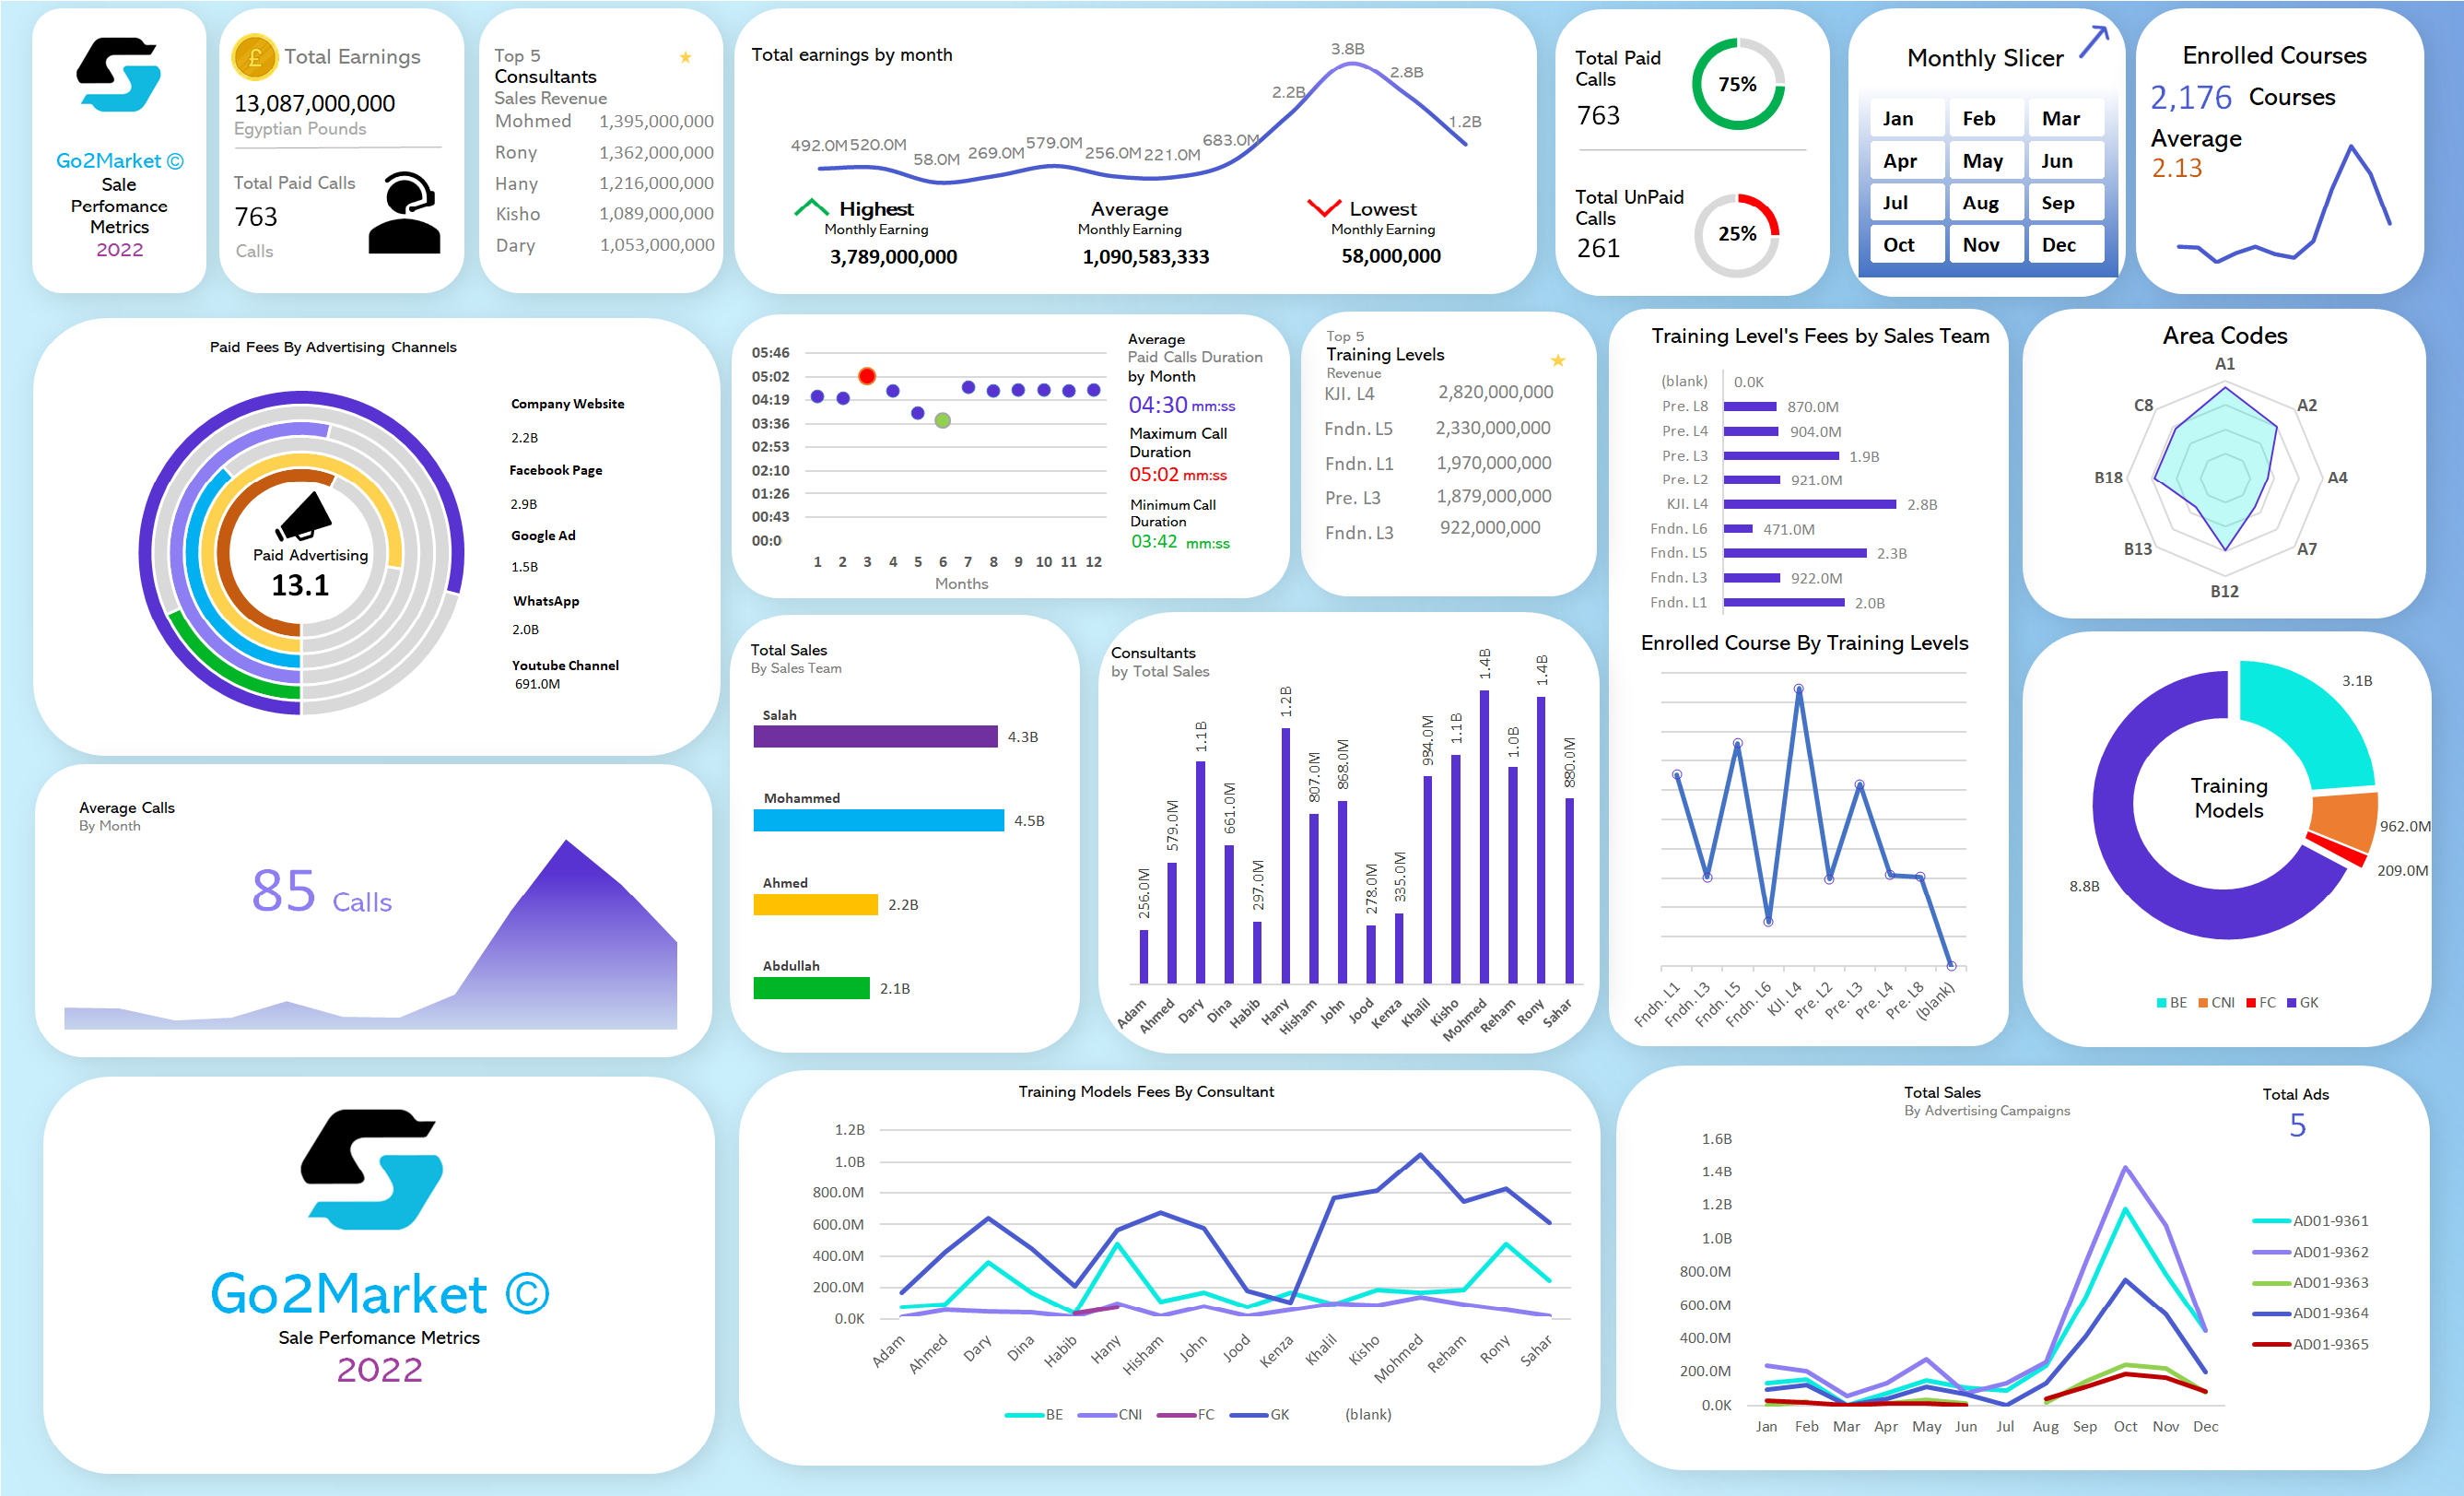 Go2Market ©
Sale
Perfomance
Metrics
2022
£
Total Earnings
13,087,000,000
Egyptian Pounds
Total Paid Calls
763
Calls
Top 5
Consultants
Sales Revenue
Mohmed 1,395,000,000
Rony 1,362,000,000
Hany 1,216,000,000
Kisho 1,089,000,000
Dary 1,053,000,000
Total earnings by month
492.0M 520.0M 58.0M 269.0M 579.0M 256.0M 221.0M 683.0M 2.2B 3.8B 2.8B 1.2B
Highest
Monthly Earning
3,789,000,000
Average
Monthly Earning
1,090,583,333
Lowest
Monthly Earning
58,000,000
Total Paid
Calls
763
75%
Total UnPaid
Calls
261
25%
Monthly Slicer
Jan Feb Mar
Apr May Jun
Jul Aug Sep
Oct Nov Dec
Enrolled Courses
2,176 Courses
Average
2.13
Paid Fees By Advertising Channels
Paid Advertising
13.1
Company Website
2.2B
Facebook Page
2.9B
Google Ad
1.5B
WhatsApp
2.0B
Youtube Channel
691.0M
05:46
05:02
04:19
03:36
02:53
02:10
01:26
00:43
00:0
1 2 3 4 5 6 7 8 9 10 11 12
Months
Average
Paid Calls Duration
by Month
04:30 mm:ss
Maximum Call
Duration
05:02 mm:ss
Minimum Call
Duration
03:42 mm:ss
Top 5
Training Levels
Revenue
KJI. L4 2,820,000,000
Fndn. L5 2,330,000,000
Fndn. L1 1,970,000,000
Pre. L3 1,879,000,000
Fndn. L3 922,000,000
Training Level's Fees by Sales Team
(blank) 0.0K
Pre. L8 870.0M
Pre. L4 904.0M
Pre. L3 1.9B
Pre. L2 921.0M
KJI. L4 2.8B
Fndn. L6 471.0M
Fndn. L5 2.3B
Fndn. L3 922.0M
Fndn. L1 2.0B
Enrolled Course By Training Levels
Fndn. L1
Fndn. L3
Fndn. L5
Fndn. L6
KJI. L4
Pre. L2
Pre. L3
Pre. L4
Pre. L8
(blank)
Area Codes
A1
A2
A4
A7
B12
B13
B18
C8
Average Calls
By Month
85 Calls
Total Sales
By Sales Team
Salah
4.3B
Mohammed
4.5B
Ahmed
2.2B
Abdullah
2.1B
Consultants
by Total Sales
256.0M 579.0M 1.1B 661.0M 297.0M 1.2B 807.0M 868.0M 278.0M 335.0M 984.0M 1.1B 1.4B 1.0B 1.4B 880.0M
Adam Ahmed Dary Dina Habib Hany Hisham John Jood Kenza Khalil Kisho Mohmed Reham Rony Sahar
Training
Models
3.1B
962.0M
209.0M
8.8B
BE CNI FC GK
Go2Market ©
Sale Perfomance Metrics
2022
Training Models Fees By Consultant
1.2B
1.0B
800.0M
600.0M
400.0M
200.0M
0.0K
Adam Ahmed Dary Dina Habib Hany Hisham John Jood Kenza Khalil Kisho Mohmed Reham Rony Sahar
BE CNI FC GK (blank)
Total Sales
By Advertising Campaigns
Total Ads
5
1.6B
1.4B
1.2B
1.0B
800.0M
600.0M
400.0M
200.0M
0.0K
Jan Feb Mar Apr May Jun Jul Aug Sep Oct Nov Dec
AD01-9361
AD01-9362
AD01-9363
AD01-9364
AD01-9365